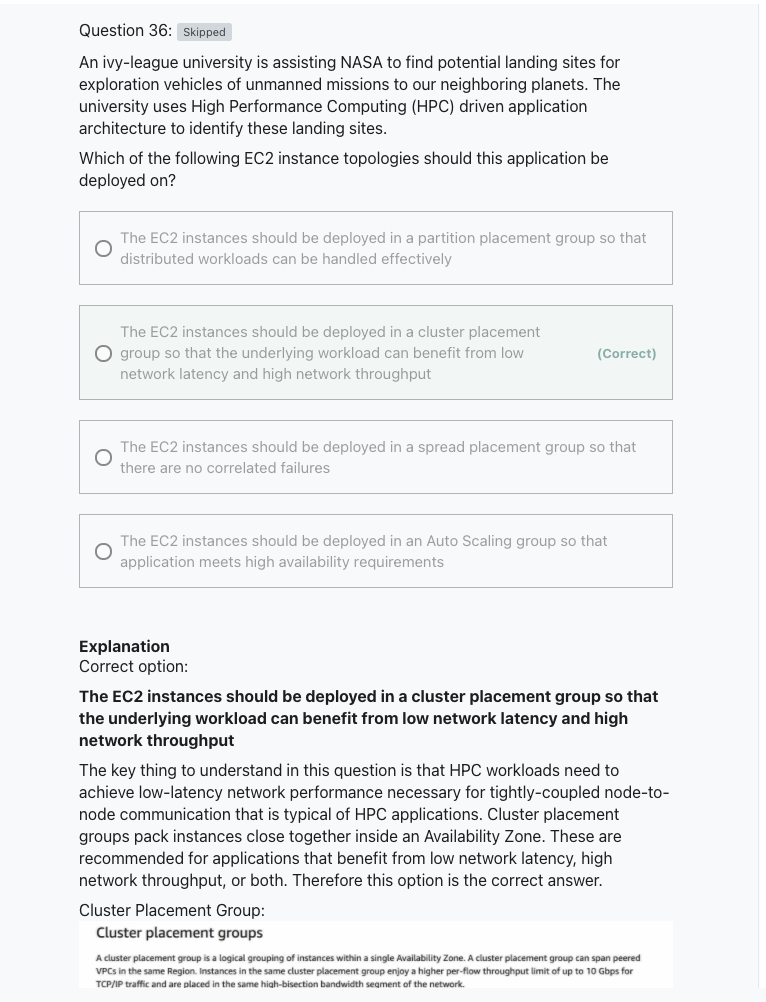 Question 36: Skipped
An ivy-league university is assisting NASA to find potential landing sites for
exploration vehicles of unmanned missions to our neighboring planets. The
university uses High Performance Computing (HPC) driven application
architecture to identify these landing sites.
Which of the following EC2 instance topologies should this application be
deployed on?
The EC2 instances should be deployed in a partition placement group so that
distributed workloads can be handled effectively
The EC2 instances should be deployed in a cluster placement
group so that the underlying workload can benefit from low
network latency and high network throughput
(Correct)
The EC2 instances should be deployed in a spread placement group so that
there are no correlated failures
The EC2 instances should be deployed in an Auto Scaling group so that
application meets high availability requirements
Explanation
Correct option:
The EC2 instances should be deployed in a cluster placement group so that
the underlying workload can benefit from low network latency and high
network throughput
The key thing to understand in this question is that HPC workloads need to
achieve low-latency network performance necessary for tightly-coupled node-to-
node communication that is typical of HPC applications. Cluster placement
groups pack instances close together inside an Availability Zone. These are
recommended for applications that benefit from low network latency, high
network throughput, or both. Therefore this option is the correct answer.
Cluster Placement Group:
Cluster placement groups
A cluster placement group is a logical grouping of instances within a single Availability Zone. A cluster placement group can span peered
VPCs in the same Region. Instances in the same cluster placement group enjoy a higher per-flow throughput limit of up to 10 Gbps for
TCP/IP traffic and are placed in the same high-bisection bandwidth segment of the network.